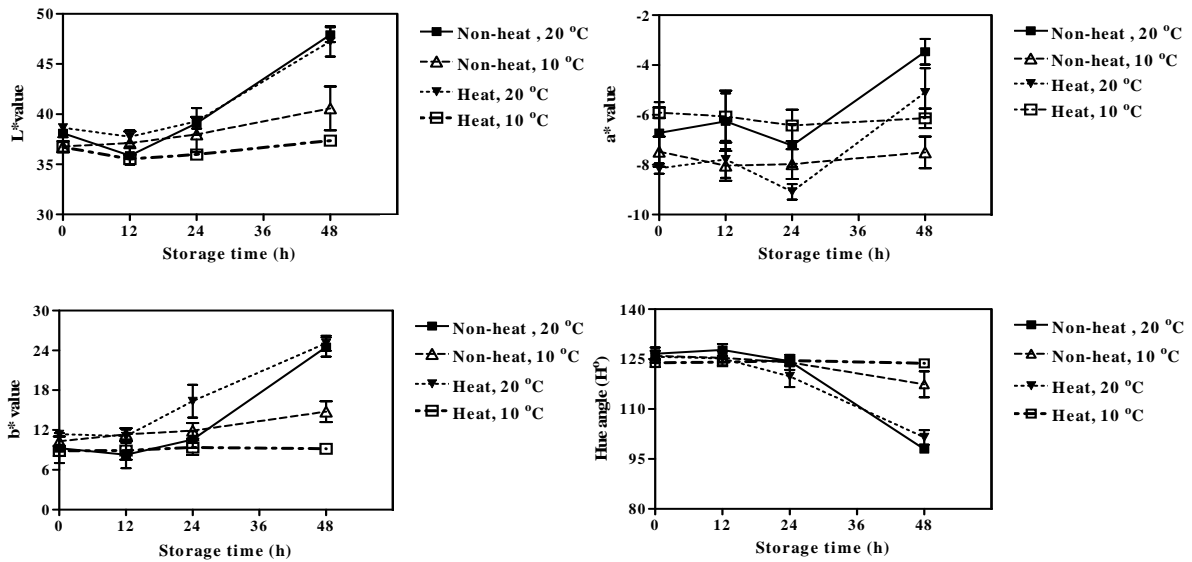 50
45
40
35
30
L* value
0 12 24 36 48
Storage time (h)
Non-heat , 20 °C
Non-heat, 10 °C
Heat, 20 °C
Heat, 10 °C
-2
-4
-6
-8
-10
a* value
0 12 24 36 48
Storage time (h)
Non-heat , 20 °C
Non-heat, 10 °C
Heat, 20 °C
Heat, 10 °C
30
24
18
12
6
0
b* value
0 12 24 36 48
Storage time (h)
Non-heat , 20 °C
Non-heat, 10 °C
Heat, 20 °C
Heat, 10 °C
140
125
110
95
80
Hue angle (H°)
0 12 24 36 48
Storage time (h)
Non-heat , 20 °C
Non-heat, 10 °C
Heat, 20 °C
Heat, 10 °C